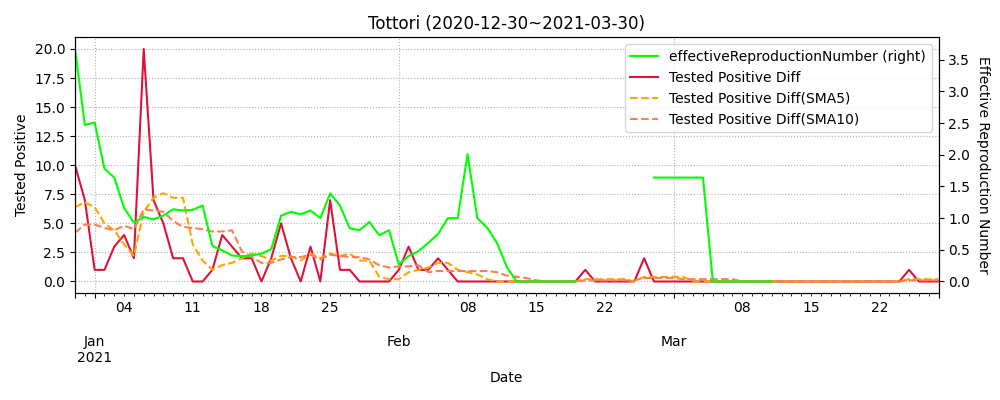 Tottori (2020-12-30~2021-03-30)
effectiveReproductionNumber (right)
Tested Positive Diff
Tested Positive Diff(SMA5)
Tested Positive Diff(SMA10)
Tested Positive
20.0
17.5
15.0
12.5
10.0
7.5
5.0
2.5
0.0
Effective Reproduction Number
3.5
3.0
2.5
2.0
1.5
1.0
0.5
0.0
04 11 18 25 08 15 22 08 15 22
Jan Feb Mar
2021
Date